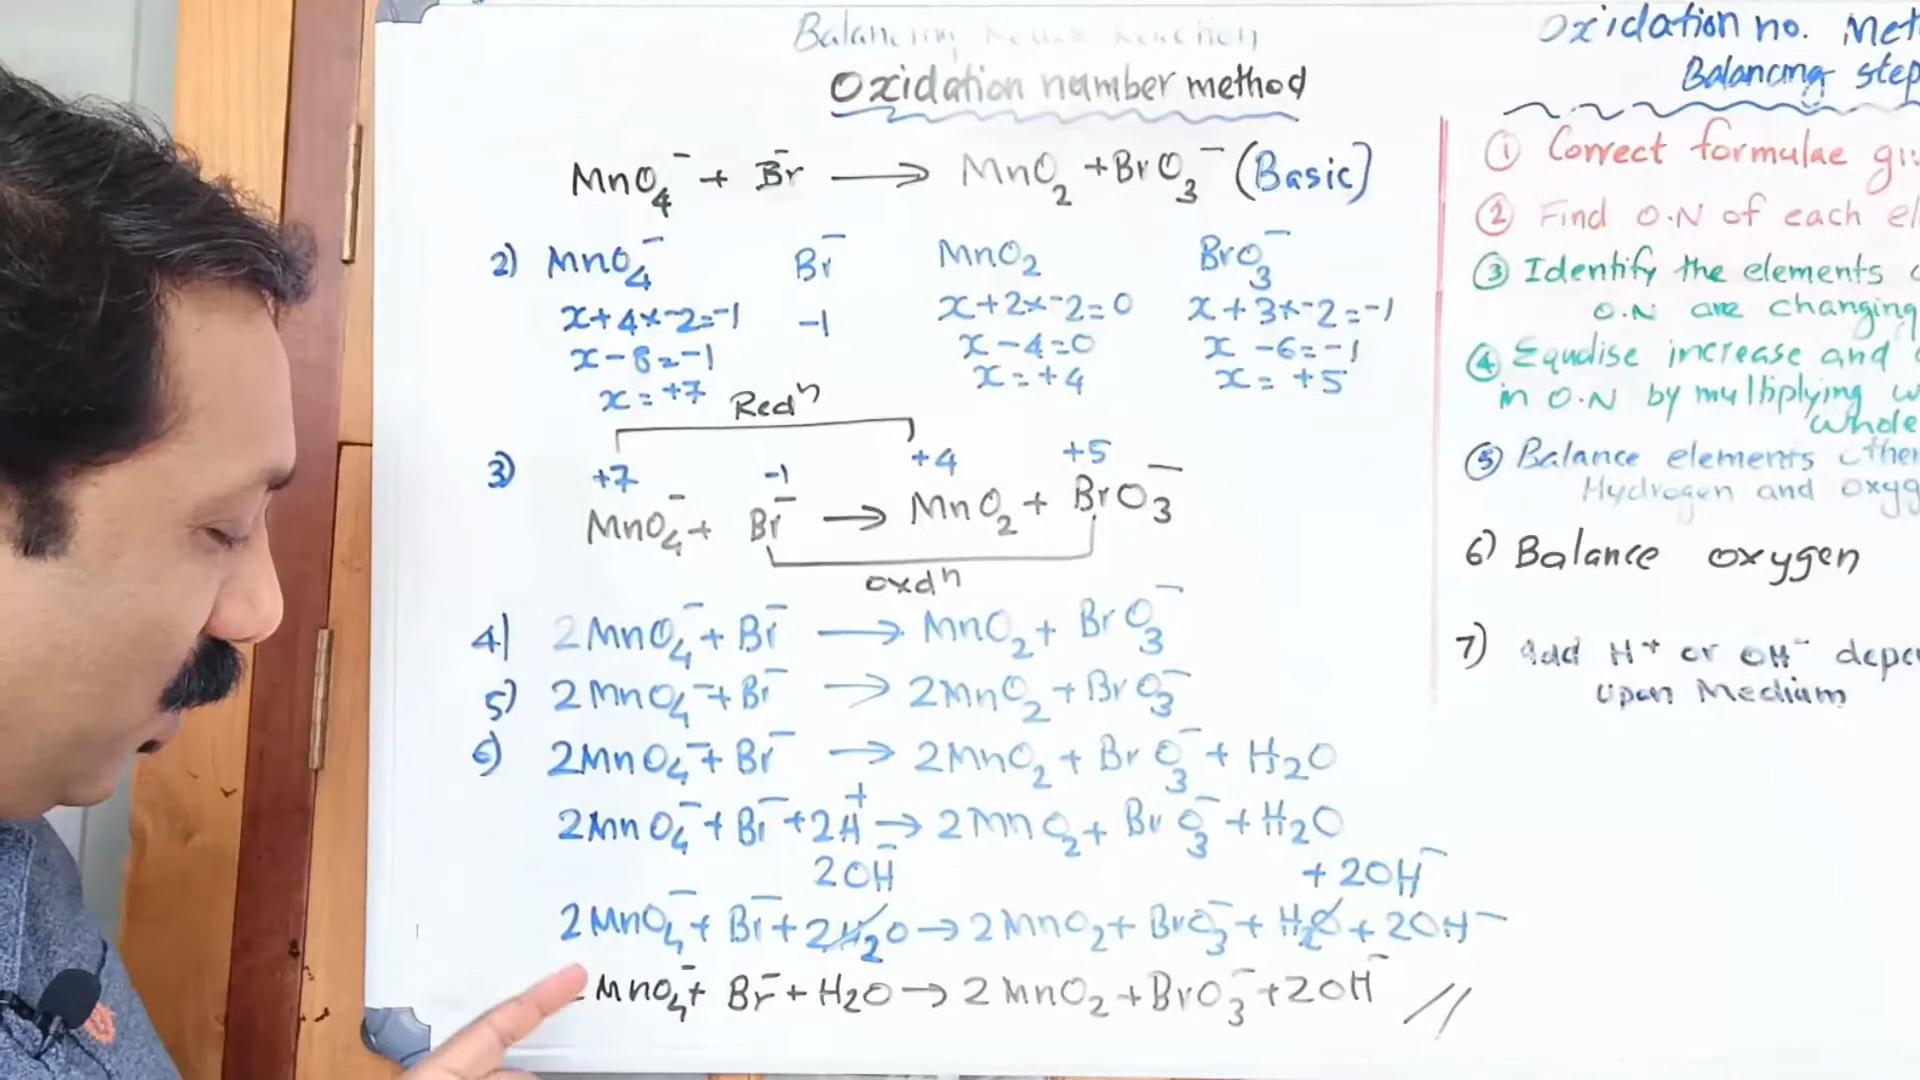 Balancing Redox Reaction
Oxidation number method
MnO₄⁻ + Br⁻ → MnO₂ + BrO₃⁻ (Basic)
2) MnO₄⁻ Br⁻ MnO₂ BrO₃⁻
x+4×-2=-1 -1 x+2×-2=0 x+3×-2=-1
x-8=-1 x-4=0 x-6=-1
x=+7 x=+4 x=+5
Redⁿ
3) +7 -1 +4 +5
MnO₄⁻ + Br⁻ → MnO₂ + BrO₃⁻
oxdⁿ
4) 2MnO₄⁻ + Br⁻ → MnO₂ + BrO₃⁻
5) 2MnO₄⁻ + Br⁻ → 2MnO₂ + BrO₃⁻
6) 2MnO₄⁻ + Br⁻ → 2MnO₂ + BrO₃⁻ + H₂O
2MnO₄⁻ + Br⁻ + 2H⁺ → 2MnO₂ + BrO₃⁻ + H₂O
2OH⁻ + 2OH⁻
2MnO₄⁻ + Br⁻ + 2H₂O → 2MnO₂ + BrO₃⁻ + H₂O + 2OH⁻
MnO₄⁻ + Br⁻ + H₂O → 2MnO₂ + BrO₃⁻ + 2OH⁻ //
Oxidation no. Met
Balancing step
① Correct formulae gi
② Find O.N of each el
③ Identify the elements
O.N are changing
④ Equalise increase and
in O.N by multiplying w
whole
⑤ Balance elements other
Hydrogen and oxyg
6) Balance oxygen
7) add H⁺ or OH⁻ depe
upon Medium